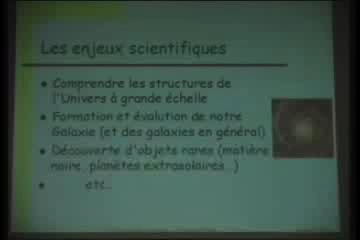 Les enjeux scientifiques
• Comprendre les structures de
l'Univers à grande échelle
• Formation et évolution de notre
Galaxie (et des galaxies en général)
• Découverte d'objets rares (matière
noire, planètes extrasolaires...)
• etc...